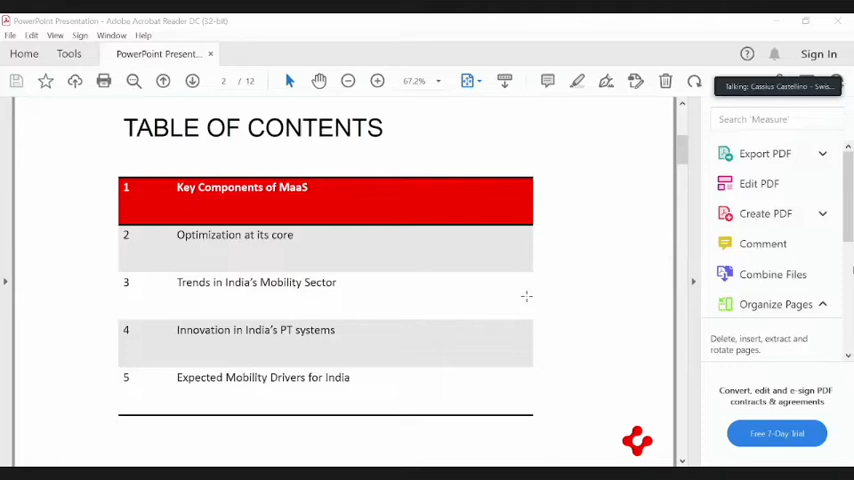 PowerPoint Presentation - Adobe Acrobat Reader DC (32-bit)
File Edit View Sign Window Help
Home Tools PowerPoint Present... × Sign In
2 / 12 67.2%
Talking: Cassius Castellino - Swis...
TABLE OF CONTENTS
1 Key Components of MaaS
2 Optimization at its core
3 Trends in India's Mobility Sector
4 Innovation in India's PT systems
5 Expected Mobility Drivers for India
Search 'Measure'
Export PDF
Edit PDF
Create PDF
Comment
Combine Files
Organize Pages
Delete, insert, extract and
rotate pages.
Convert, edit and e-sign PDF
contracts & agreements
Free 7-Day Trial